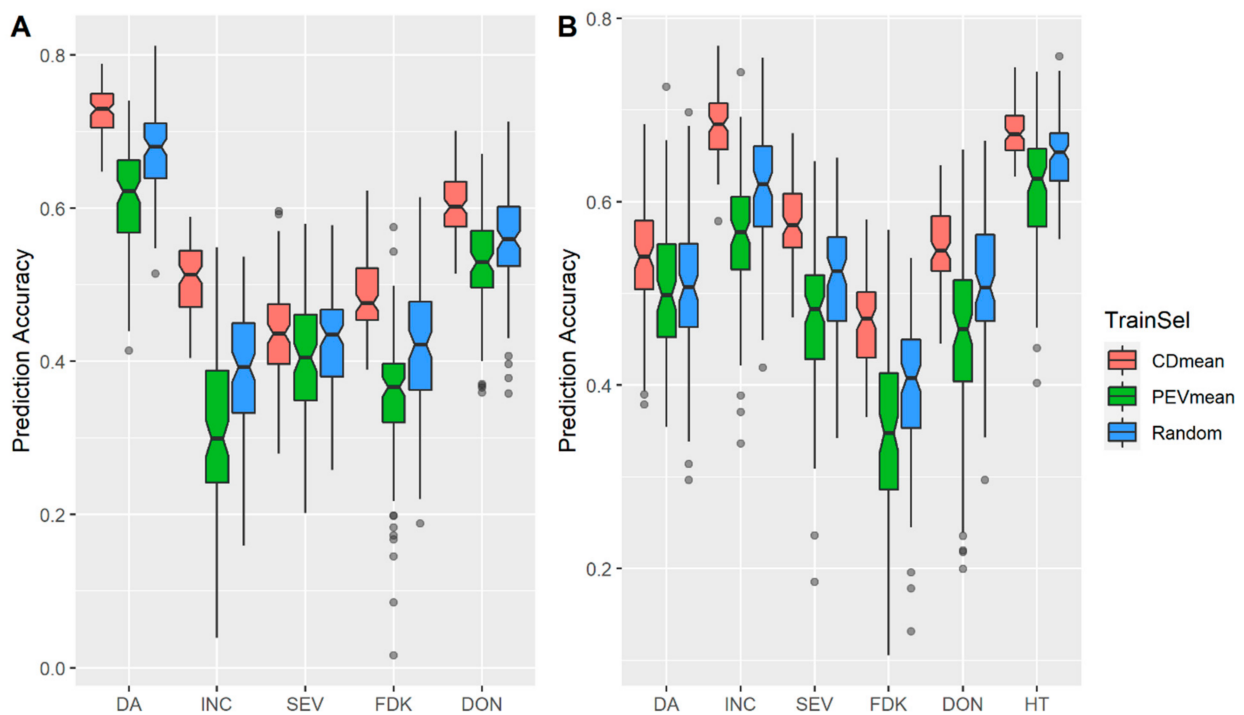 A
Prediction Accuracy
0.8
0.6
0.4
0.2
0.0
DA INC SEV FDK DON
B
Prediction Accuracy
0.8
0.6
0.4
0.2
DA INC SEV FDK DON HT
TrainSel
CDmean
PEVmean
Random